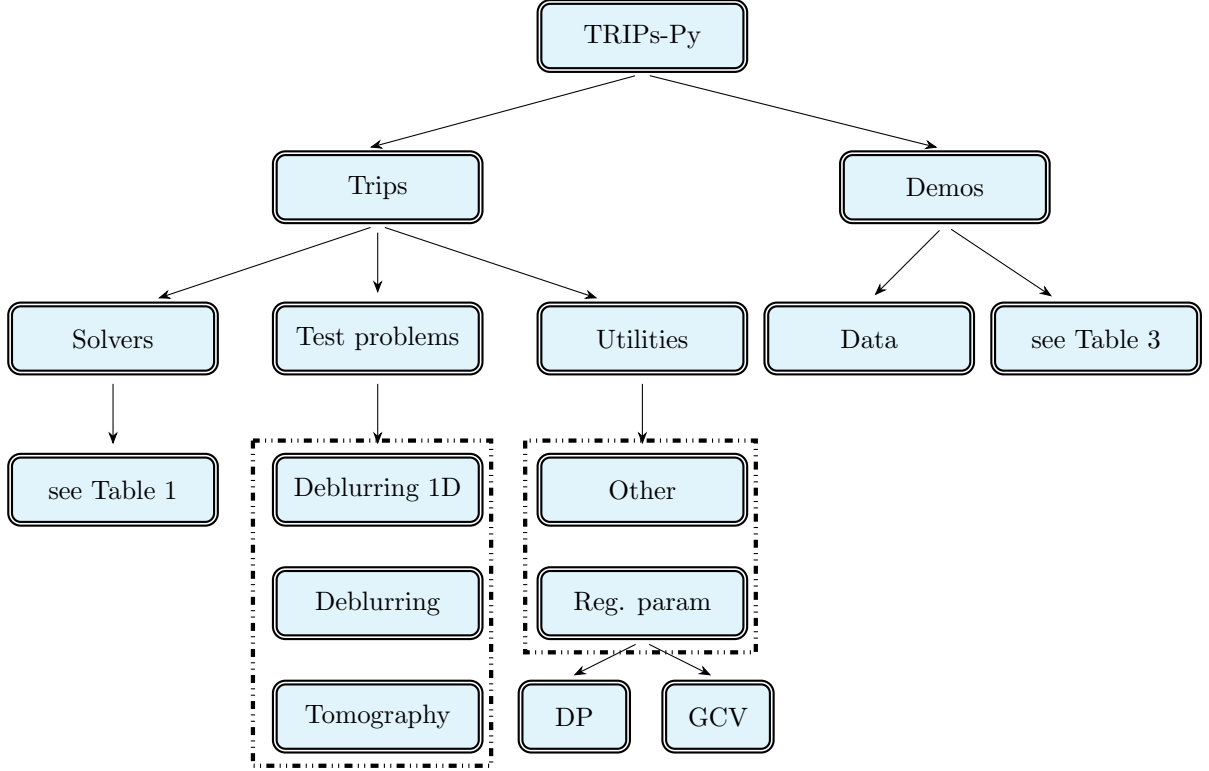 TRIPs-Py
Trips
Demos
Solvers
Test problems
Utilities
Data
see Table 3
see Table 1
Deblurring 1D
Other
Deblurring
Reg. param
Tomography
DP
GCV